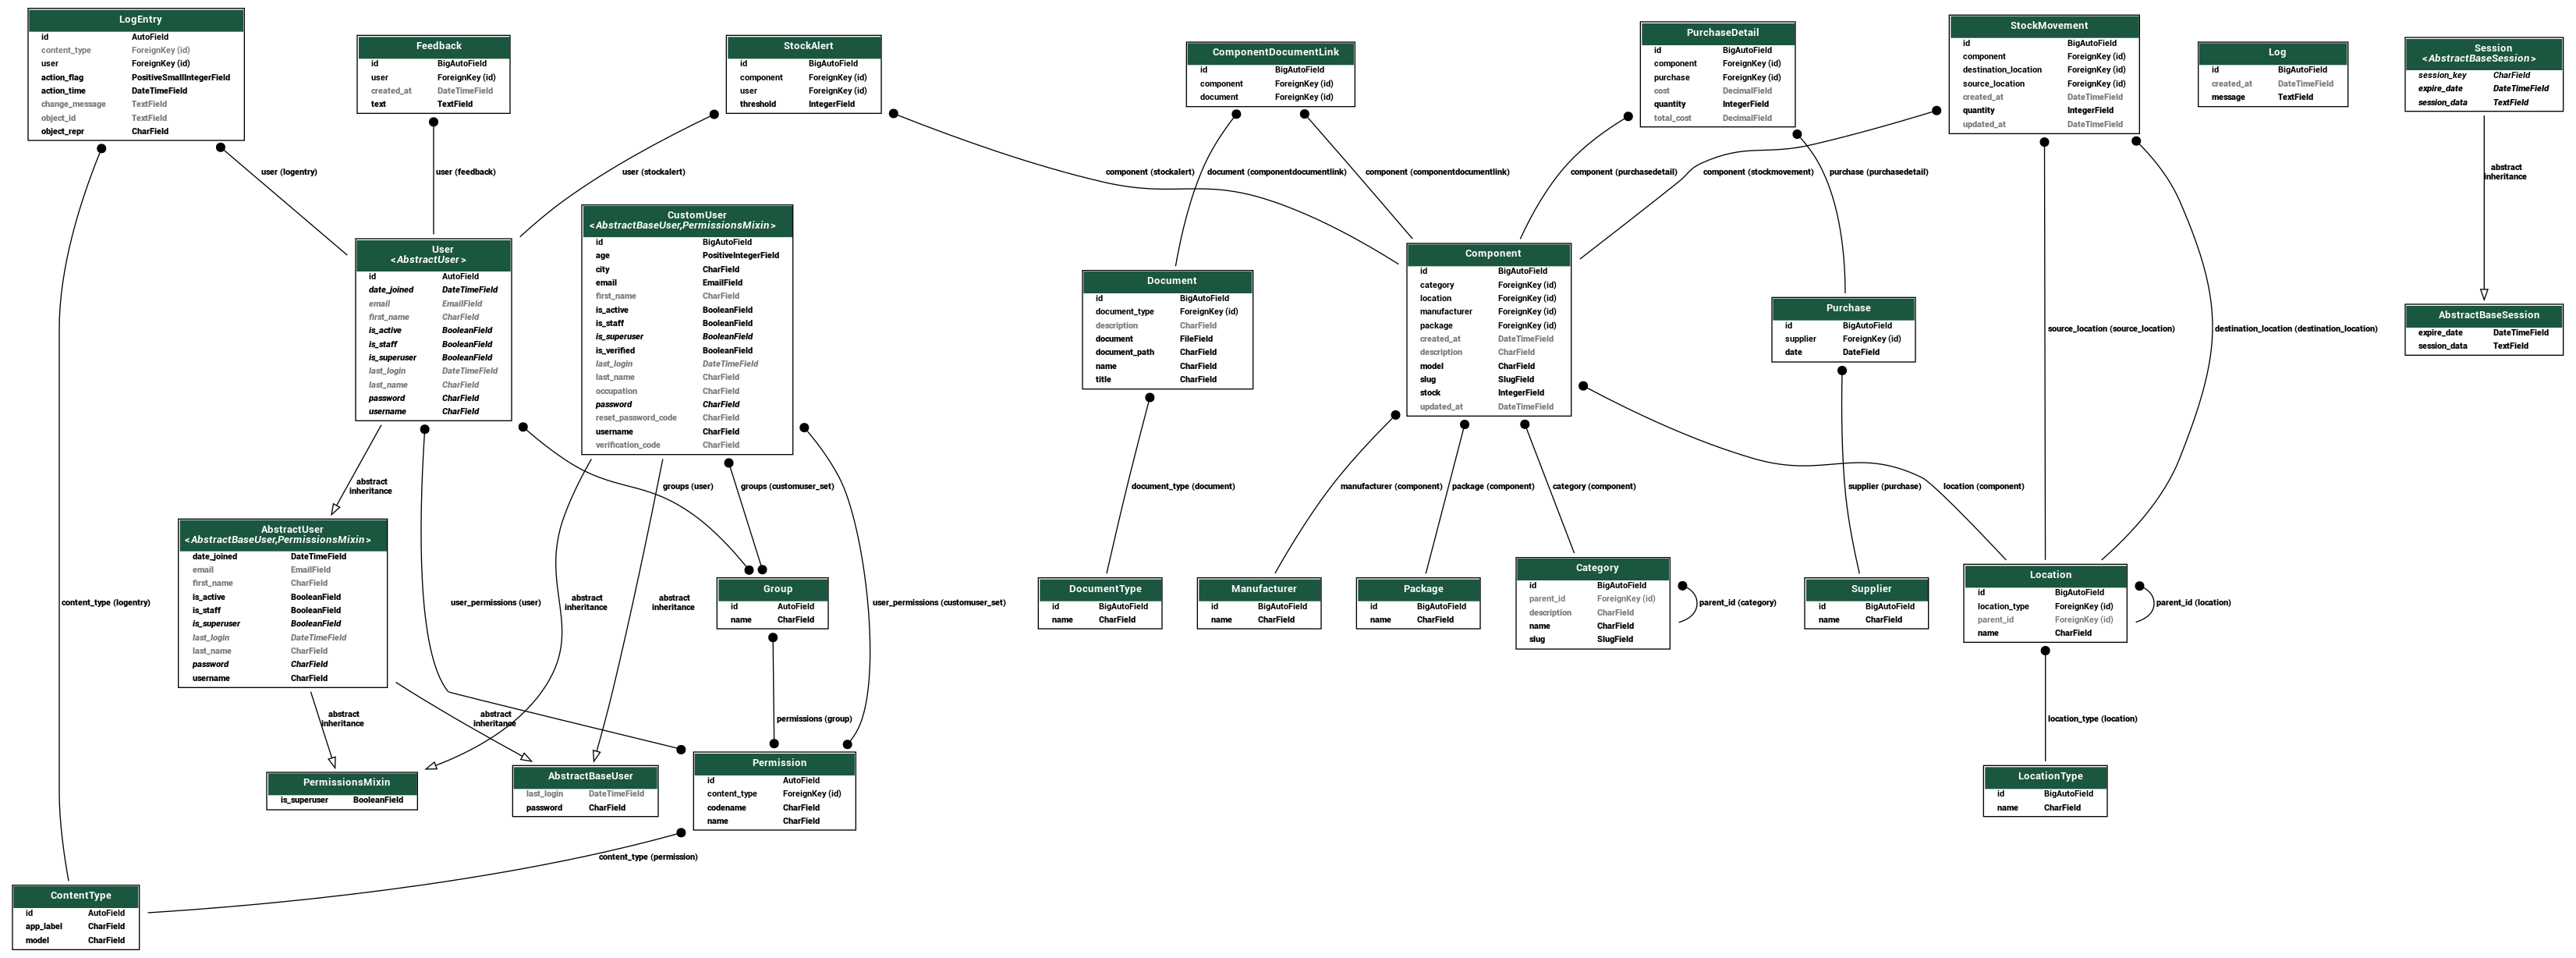 LogEntry
id AutoField
content_type ForeignKey (id)
user ForeignKey (id)
action_flag PositiveSmallIntegerField
action_time DateTimeField
change_message TextField
object_id TextField
object_repr CharField
Feedback
id BigAutoField
user ForeignKey (id)
created_at DateTimeField
text TextField
StockAlert
id BigAutoField
component ForeignKey (id)
user ForeignKey (id)
threshold IntegerField
ComponentDocumentLink
id BigAutoField
component ForeignKey (id)
document ForeignKey (id)
PurchaseDetail
id BigAutoField
component ForeignKey (id)
purchase ForeignKey (id)
cost DecimalField
quantity IntegerField
total_cost DecimalField
StockMovement
id BigAutoField
component ForeignKey (id)
destination_location ForeignKey (id)
source_location ForeignKey (id)
created_at DateTimeField
quantity IntegerField
updated_at DateTimeField
Log
id BigAutoField
created_at DateTimeField
message TextField
Session
<AbstractBaseSession>
session_key CharField
expire_date DateTimeField
session_data TextField
user (logentry)
user (feedback)
user (stockalert)
component (stockalert)
document (componentdocumentlink)
component (componentdocumentlink)
component (purchasedetail)
component (stockmovement)
purchase (purchasedetail)
abstract
inheritance
User
<AbstractUser>
id AutoField
date_joined DateTimeField
email EmailField
first_name CharField
is_active BooleanField
is_staff BooleanField
is_superuser BooleanField
last_login DateTimeField
last_name CharField
password CharField
username CharField
CustomUser
<AbstractBaseUser,PermissionsMixin>
id BigAutoField
age PositiveIntegerField
city CharField
email EmailField
first_name CharField
is_active BooleanField
is_staff BooleanField
is_superuser BooleanField
is_verified BooleanField
last_login DateTimeField
last_name CharField
occupation CharField
password CharField
reset_password_code CharField
username CharField
verification_code CharField
Document
id BigAutoField
document_type ForeignKey (id)
description CharField
document FileField
document_path CharField
name CharField
title CharField
Component
id BigAutoField
category ForeignKey (id)
location ForeignKey (id)
manufacturer ForeignKey (id)
package ForeignKey (id)
created_at DateTimeField
description CharField
model CharField
slug SlugField
stock IntegerField
updated_at DateTimeField
Purchase
id BigAutoField
supplier ForeignKey (id)
date DateField
source_location (source_location)
destination_location (destination_location)
AbstractBaseSession
expire_date DateTimeField
session_data TextField
abstract
inheritance
groups (user)
groups (customuser_set)
document_type (document)
manufacturer (component)
package (component)
category (component)
supplier (purchase)
location (component)
AbstractUser
<AbstractBaseUser,PermissionsMixin>
date_joined DateTimeField
email EmailField
first_name CharField
is_active BooleanField
is_staff BooleanField
is_superuser BooleanField
last_login DateTimeField
last_name CharField
password CharField
username CharField
content_type (logentry)
user_permissions (user)
abstract
inheritance
abstract
inheritance
Group
id AutoField
name CharField
user_permissions (customuser_set)
DocumentType
id BigAutoField
name CharField
Manufacturer
id BigAutoField
name CharField
Package
id BigAutoField
name CharField
Category
id BigAutoField
parent_id ForeignKey (id)
description CharField
name CharField
slug SlugField
parent_id (category)
Supplier
id BigAutoField
name CharField
Location
id BigAutoField
location_type ForeignKey (id)
parent_id ForeignKey (id)
name CharField
parent_id (location)
abstract
inheritance
abstract
inheritance
permissions (group)
location_type (location)
PermissionsMixin
is_superuser BooleanField
AbstractBaseUser
last_login DateTimeField
password CharField
Permission
id AutoField
content_type ForeignKey (id)
codename CharField
name CharField
LocationType
id BigAutoField
name CharField
content_type (permission)
ContentType
id AutoField
app_label CharField
model CharField